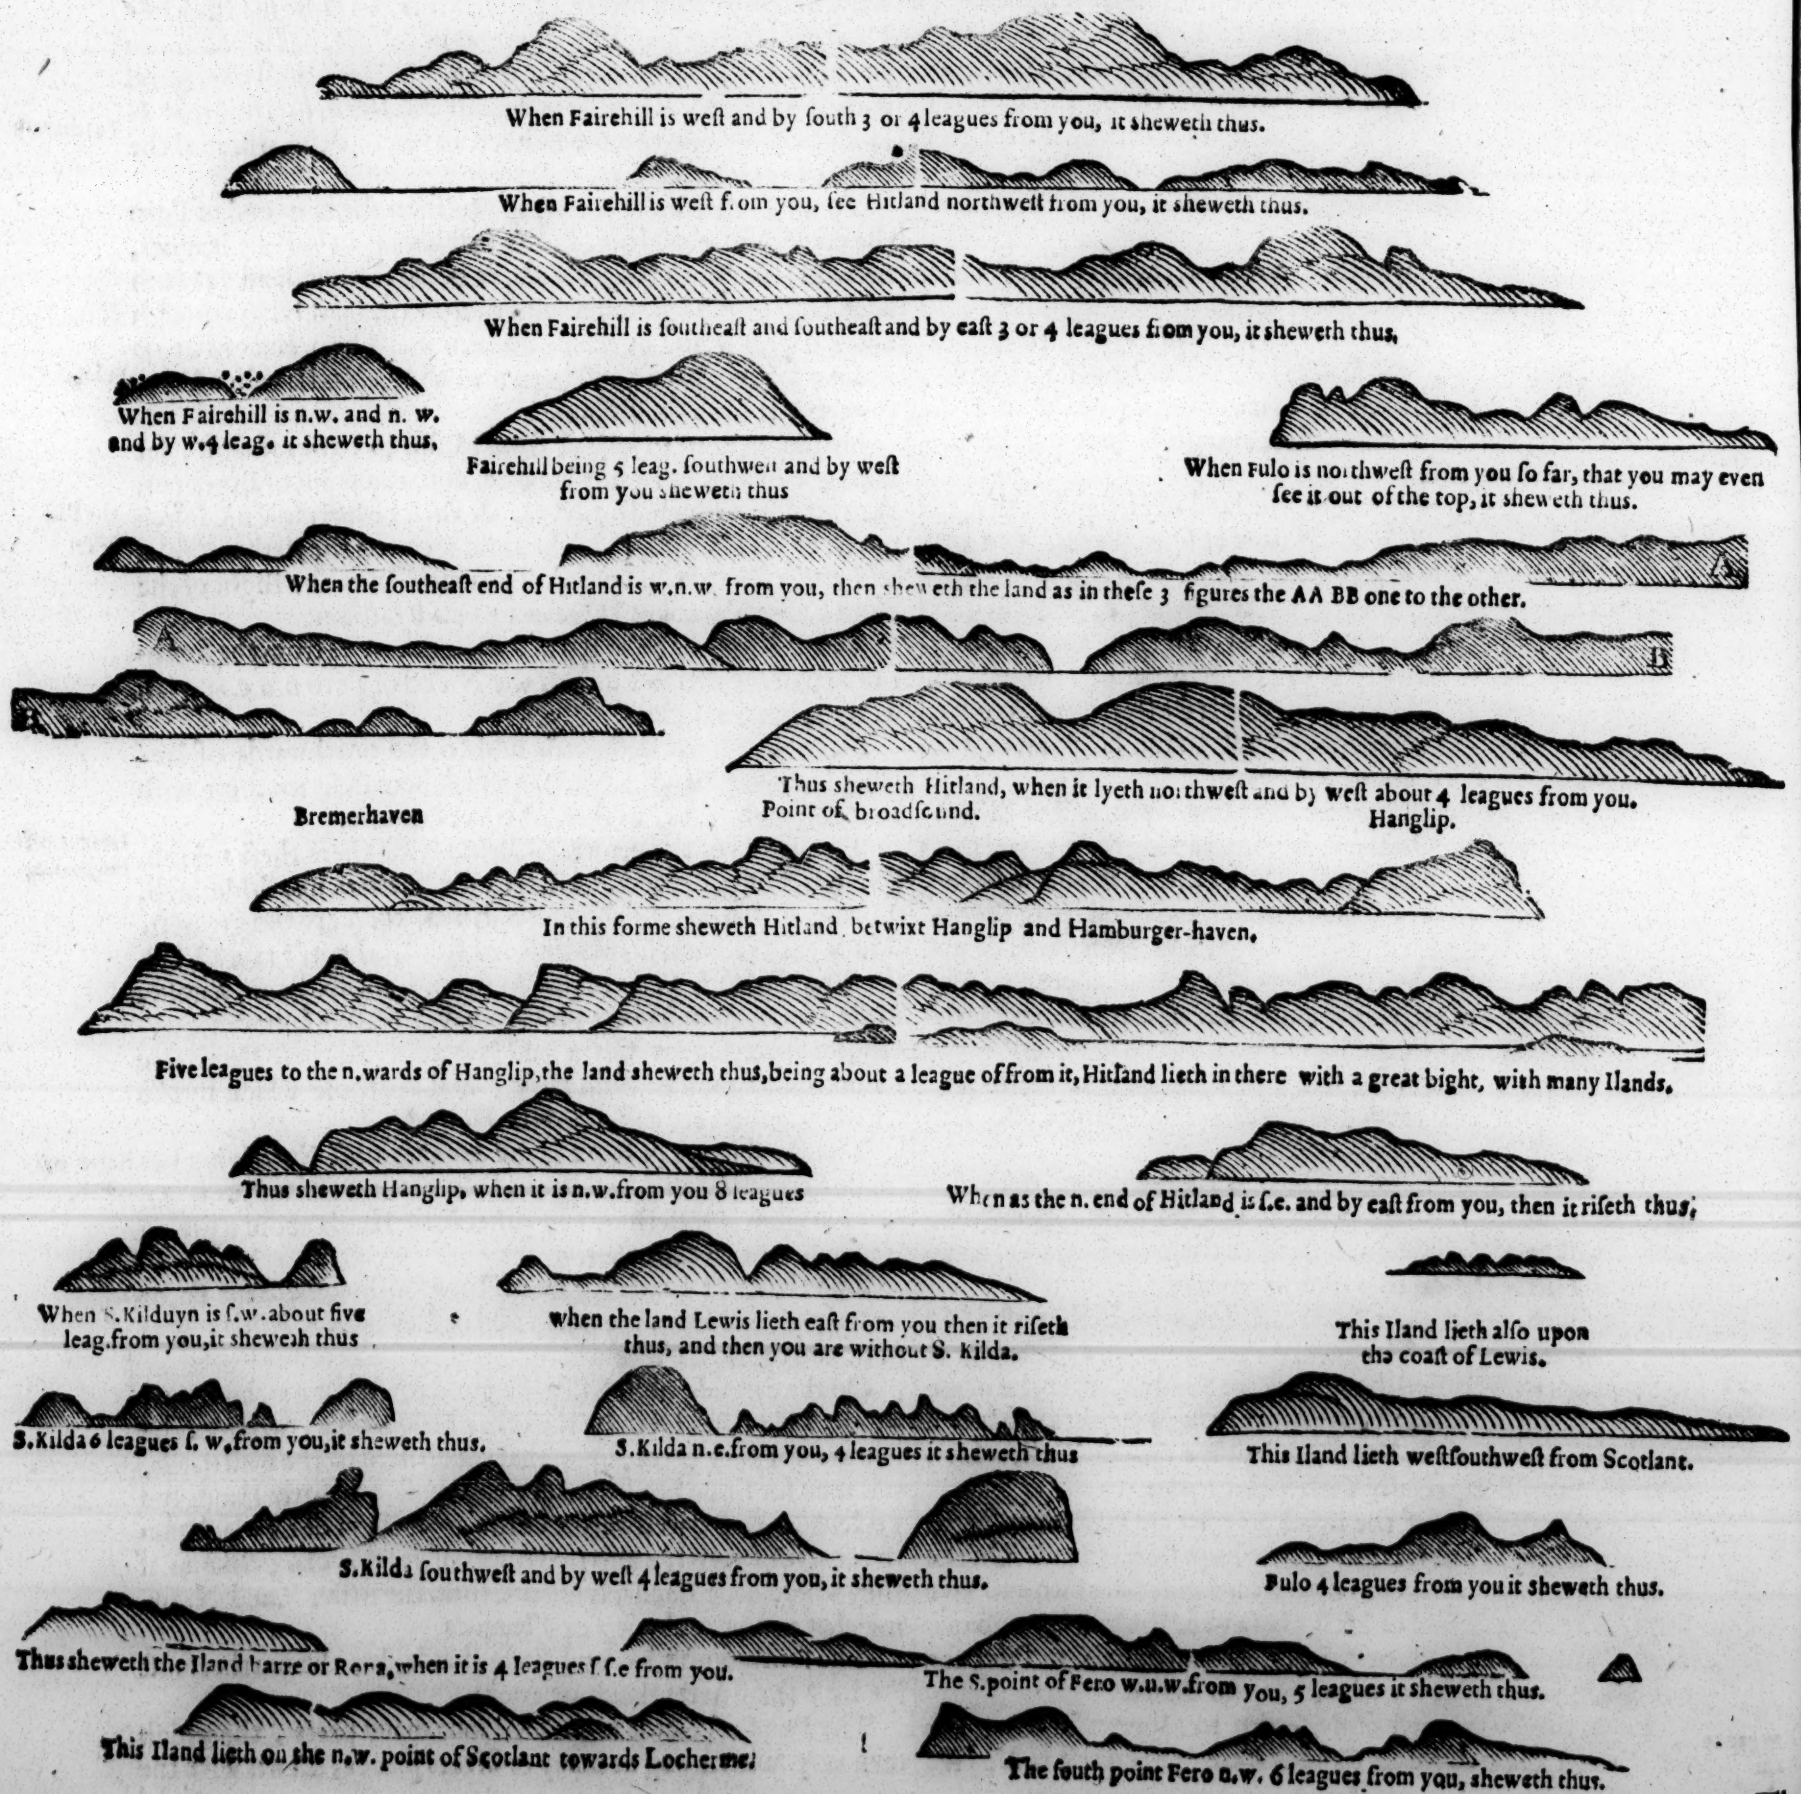 When Fairehill is weſt and by ſouth 3 or 4 leagues from you, it sheweth thus.
When Fairehill is weſt from you, ſee Hitland northweſt from you, it sheweth thus.
When Fairehill is ſoutheaſt and ſoutheaſt and by eaſt 3 or 4 leagues from you, it sheweth thus,
When Fairehill is n.w. and n. w.
and by w.4 leag. it sheweth thus,
Fairehill being 5 leag. ſouthweſt and by weſt
from you sheweth thus
When Fulo is northweſt from you ſo far, that you may even
ſee it out of the top, it sheweth thus.
A
When the ſoutheaſt end of Hitland is w.n.w. from you, then sheweth the land as in theſe 3 figures the AA BB one to the other.
A
B
B
Thus sheweth Hitland, when it lyeth northweſt and by weſt about 4 leagues from you.
Bremerhaven
Point of broadſound.
Hanglip.
In this forme sheweth Hitland betwixt Hanglip and Hamburger-haven.
Five leagues to the n.wards of Hanglip,the land sheweth thus,being about a league of from it, Hitland lieth in there with a great bight, with many Ilands.
Thus sheweth Hanglip, when it is n.w.from you 8 leagues
When as the n. end of Hitland is ſ.e. and by eaſt from you, then it riſeth thus;
When S.Kilduyn is ſ.w.about five
leag.from you,it sheweth thus
when the land Lewis lieth eaſt from you then it riſeth
thus, and then you are without S. Kilda.
This Iland lieth alſo upon
the coaſt of Lewis.
S.Kilda 6 leagues ſ. w.from you,it sheweth thus.
S.Kilda n.e.from you, 4 leagues it sheweth thus
This Iland lieth weſtſouthweſt from Scotlant.
S.Kilda ſouthweſt and by weſt 4 leagues from you, it sheweth thus.
Fulo 4 leagues from you it sheweth thus.
Thus sheweth the Iland barre or Rona, when it is 4 leagues ſ ſ.e from you.
The S.point of Fero w.n.w.from you, 5 leagues it sheweth thus.
This Iland lieth on the n.w. point of Scotlant towards Locherme.
The ſouth point Fero n.w. 6 leagues from you, sheweth thus.